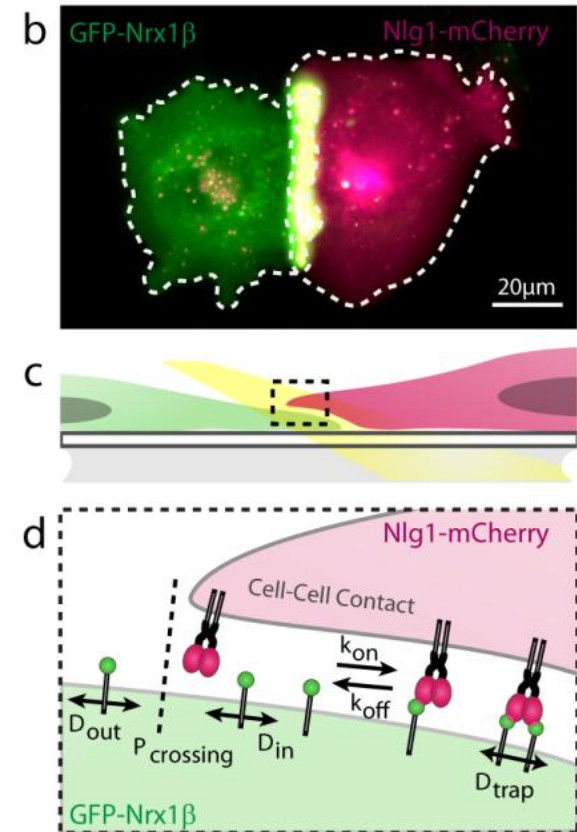 b
GFP-Nrx1β
Nlg1-mCherry
20μm
c
d
Nlg1-mCherry
Cell-Cell Contact
kon
koff
Dout
Pcrossing
Din
Dtrap
GFP-Nrx1β